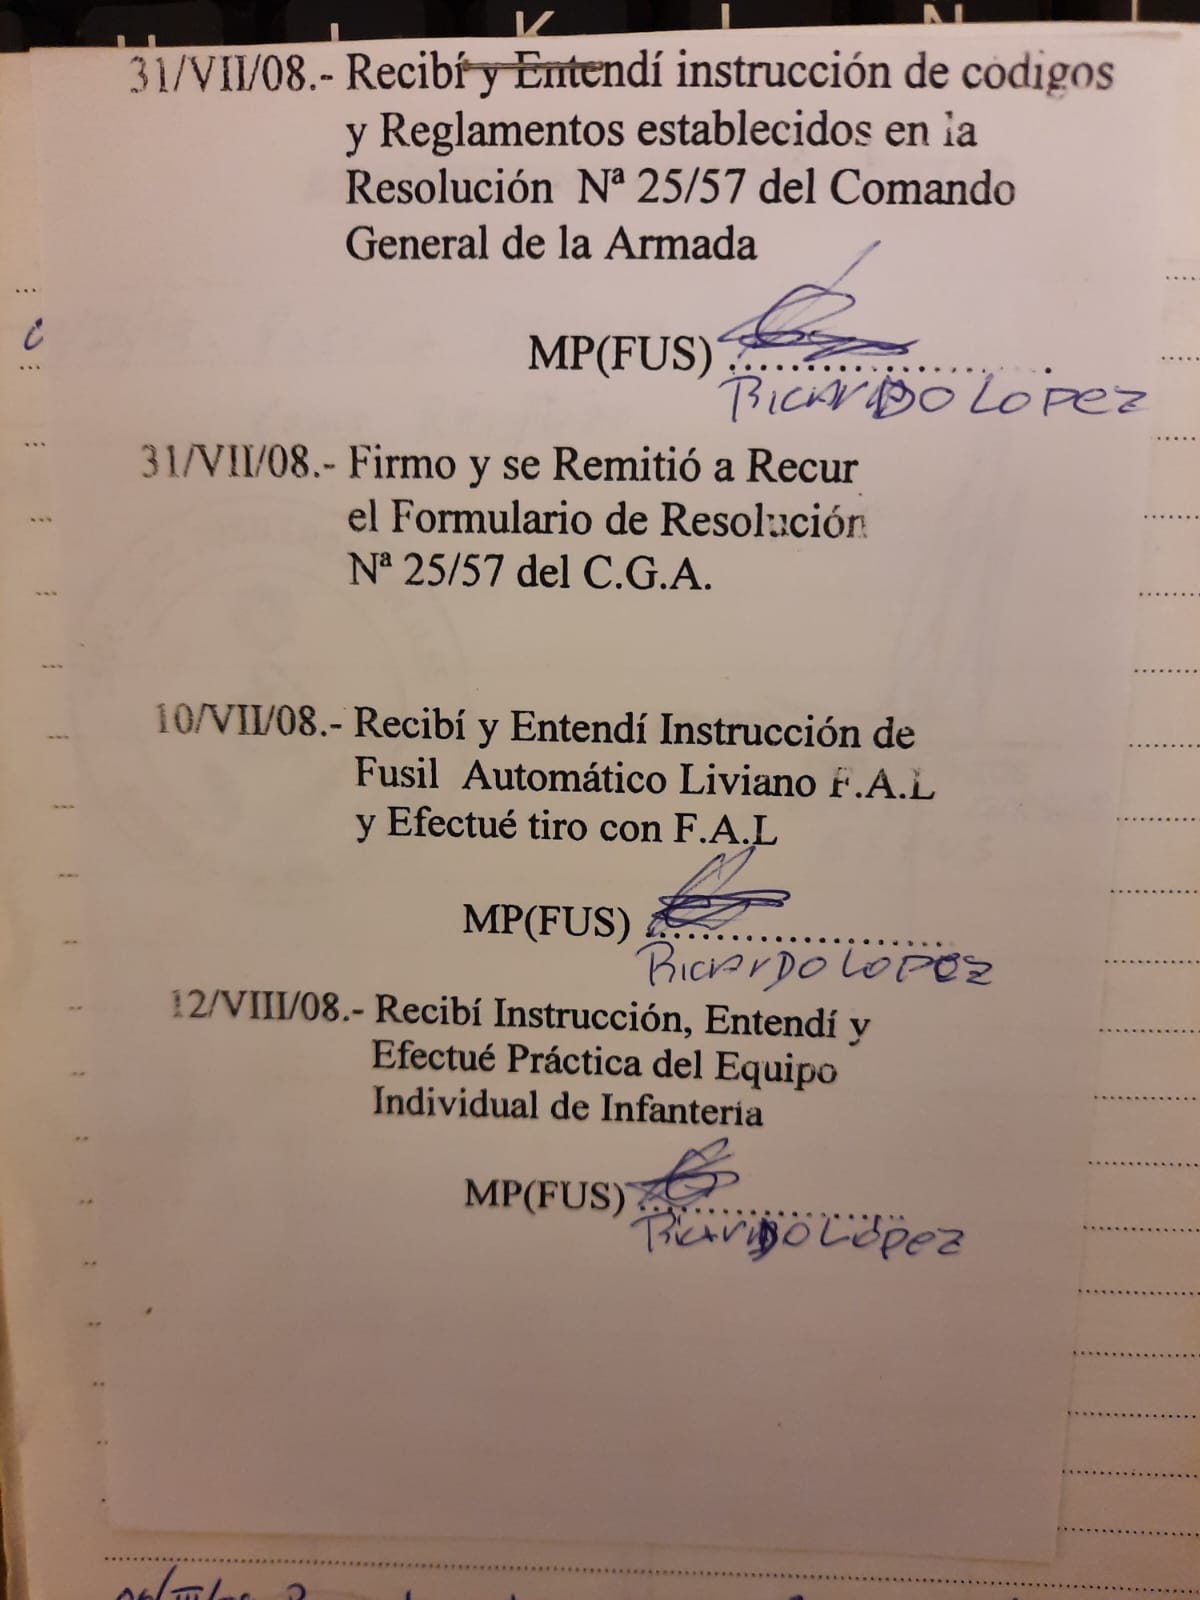 31/VII/08.- Recibí y Entendí instrucción de códigos
y Reglamentos establecidos en la
Resolución Nª 25/57 del Comando
General de la Armada
MP(FUS)
RICARDO LOPEZ
31/VII/08.- Firmo y se Remitió a Recur
el Formulario de Resolución
Nª 25/57 del C.G.A.
10/VII/08.- Recibí y Entendí Instrucción de
Fusil Automático Liviano F.A.L
y Efectué tiro con F.A.L
MP(FUS)
RICARDO LOPEZ
12/VIII/08.- Recibí Instrucción, Entendí y
Efectué Práctica del Equipo
Individual de Infantería
MP(FUS)
RICARDO LÓPEZ